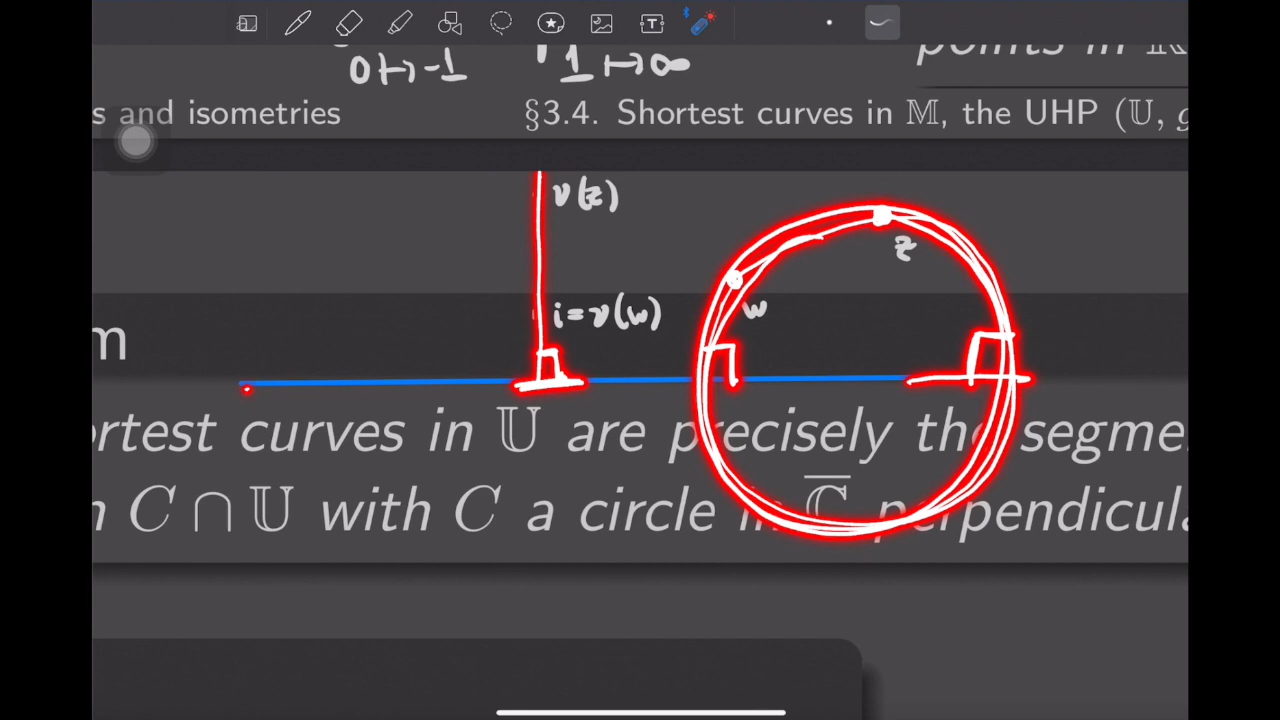 0 ↦ -1 1 ↦ ∞ points in ℝ
s and isometries §3.4. Shortest curves in 𝕄, the UHP (𝕌, g
ν(z)
z
i = ν(w) w
m
ortest curves in 𝕌 are precisely the segme
n C ∩ 𝕌 with C a circle in ℂ̅ perpendicula